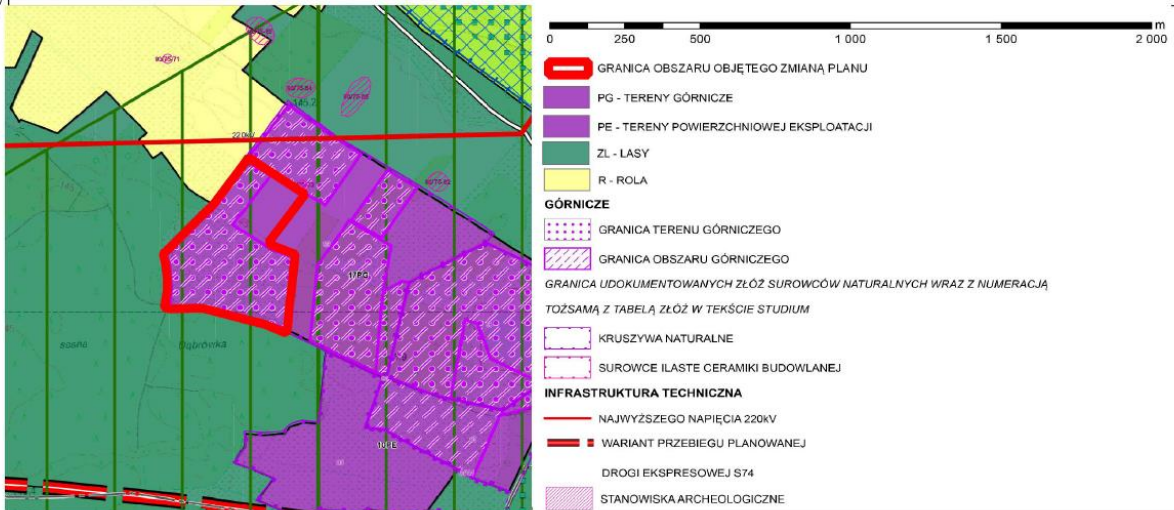 m
0 250 500 1 000 1 500 2 000
GRANICA OBSZARU OBJĘTEGO ZMIANĄ PLANU
PG - TERENY GÓRNICZE
PE - TERENY POWIERZCHNIOWEJ EKSPLOATACJI
ZL - LASY
R - ROLA
GÓRNICZE
GRANICA TERENU GÓRNICZEGO
GRANICA OBSZARU GÓRNICZEGO
GRANICA UDOKUMENTOWANYCH ZŁÓŻ SUROWCÓW NATURALNYCH WRAZ Z NUMERACJĄ
TOŻSAMĄ Z TABELĄ ZŁÓŻ W TEKŚCIE STUDIUM
KRUSZYWA NATURALNE
SUROWCE ILASTE CERAMIKI BUDOWLANEJ
INFRASTRUKTURA TECHNICZNA
NAJWYŻSZEGO NAPIĘCIA 220kV
WARIANT PRZEBIEGU PLANOWANEJ
DROGI EKSPRESOWEJ S74
STANOWISKA ARCHEOLOGICZNE
220kV
145
sosna
Dąbrówka